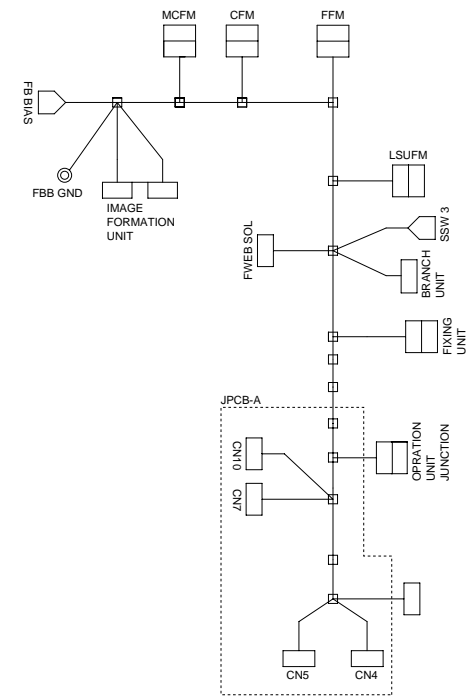 MCFM
CFM
FFM
FB BIAS
FBB GND
IMAGE
FORMATION
UNIT
LSUFM
SSW 3
FWEB SOL
BRANCH
UNIT
FIXING
UNIT
JPCB-A
CN10
CN7
OPRATION
UNIT
JUNCTION
CN5
CN4